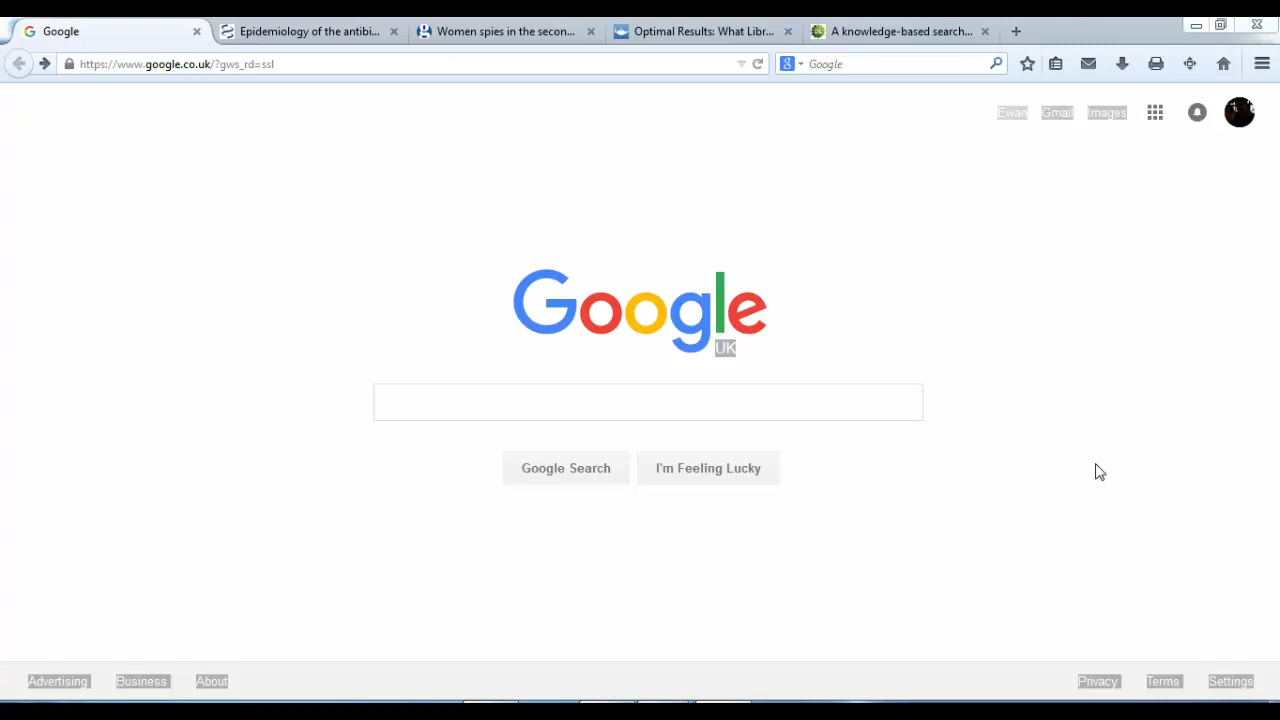 Google
Epidemiology of the antibi...
Women spies in the secon...
Optimal Results: What Libr...
A knowledge-based search...
https://www.google.co.uk/?gws_rd=ssl
Google
Ewan Gmail Images
Google
UK
Google Search I'm Feeling Lucky
Advertising Business About Privacy Terms Settings